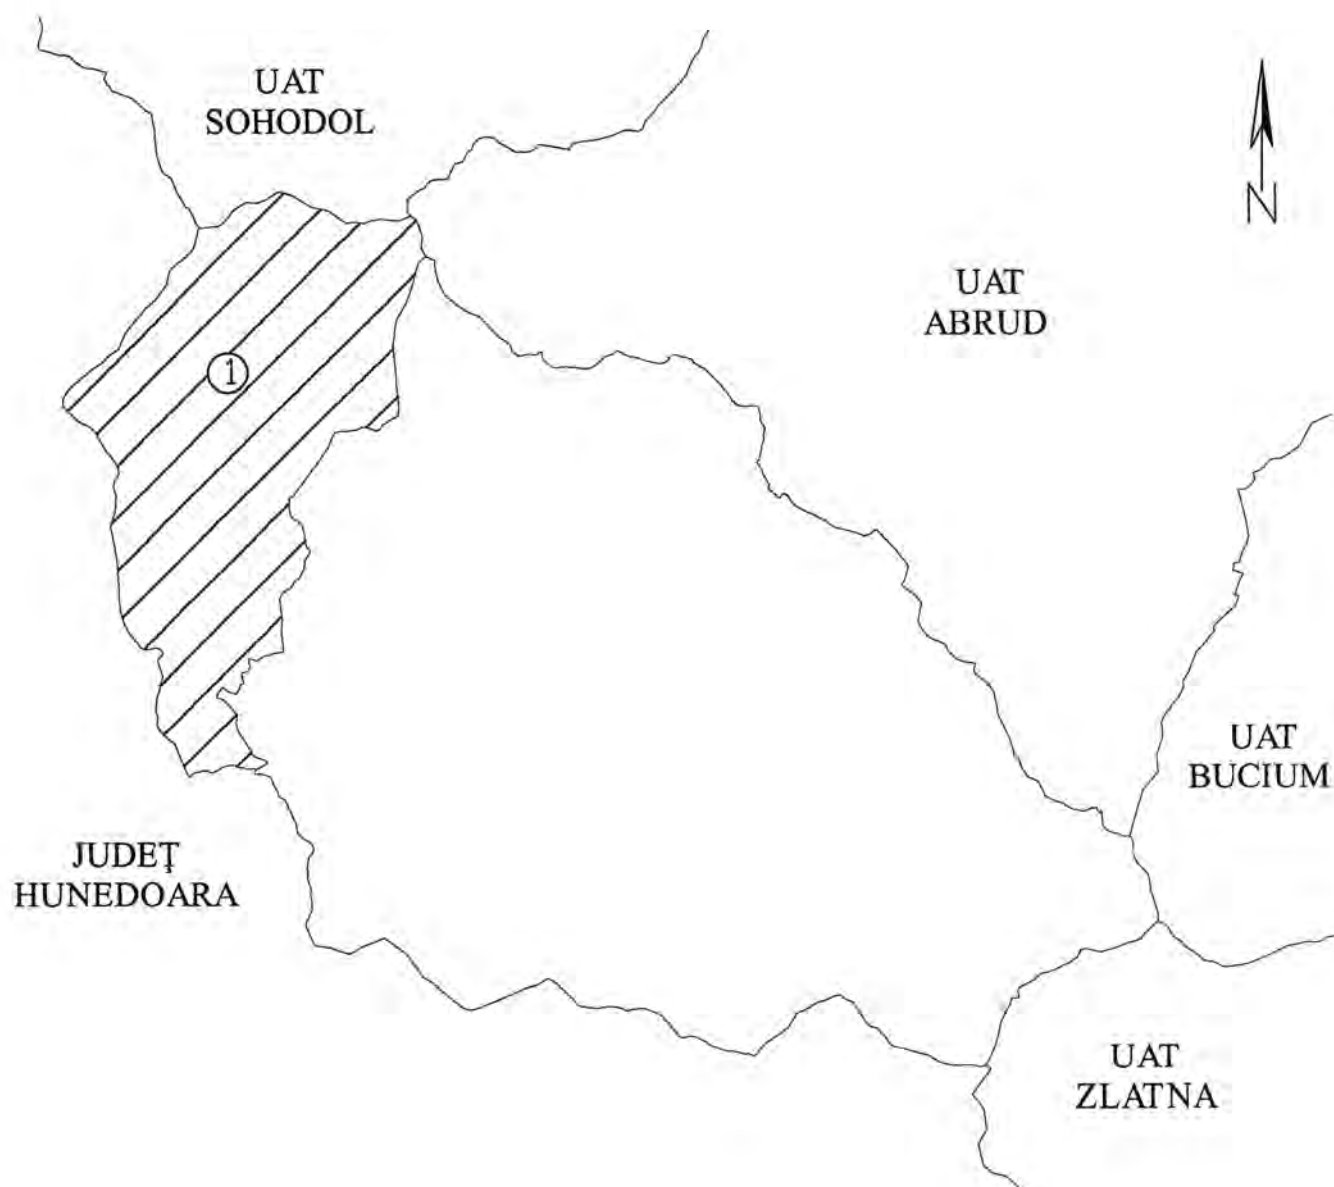 UAT
SOHODOL
N
UAT
ABRUD
1
UAT
BUCIUM
JUDEŢ
HUNEDOARA
UAT
ZLATNA